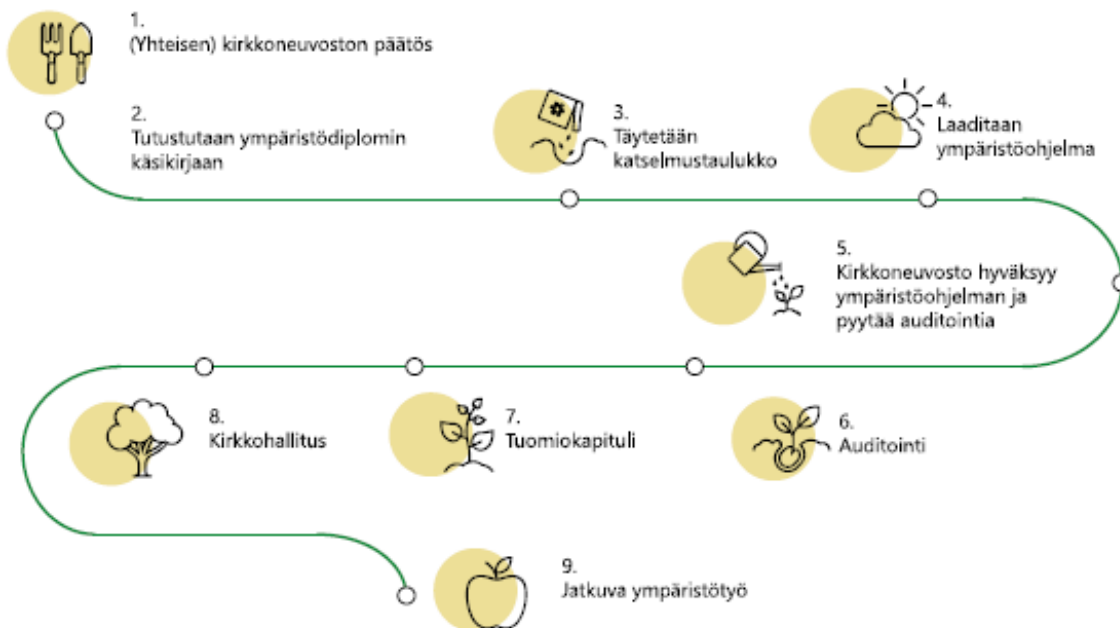 1.
(Yhteisen) kirkkoneuvoston päätös
2.
Tutustutaan ympäristödiplomin
käsikirjaan
3.
Täytetään
katselmustaulukko
4.
Laaditaan
ympäristöohjelma
5.
Kirkkoneuvosto hyväksyy
ympäristöohjelman ja
pyytää auditointia
6.
Auditointi
7.
Tuomiokapituli
8.
Kirkkohallitus
9.
Jatkuva ympäristötyö